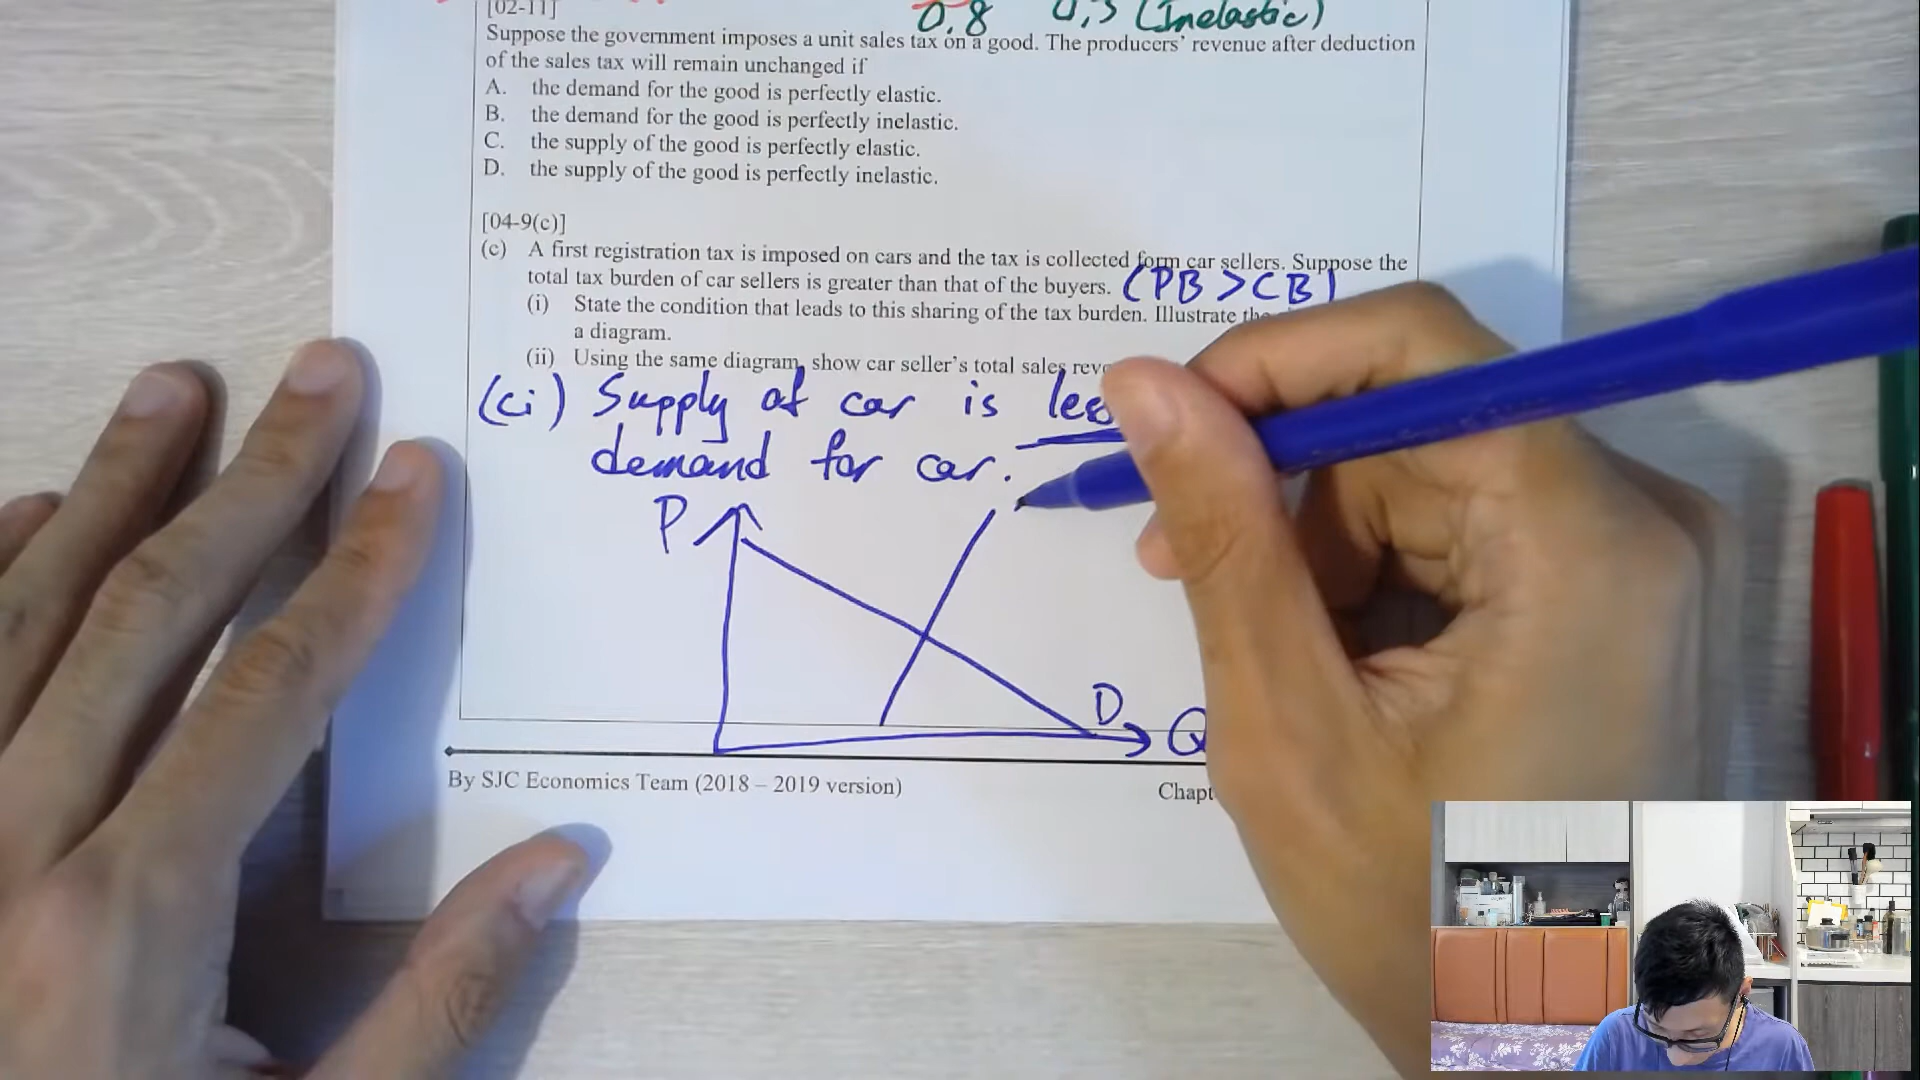 [02-11]
0.8 (Inelastic)
Suppose the government imposes a unit sales tax on a good. The producers' revenue after deduction
of the sales tax will remain unchanged if
A. the demand for the good is perfectly elastic.
B. the demand for the good is perfectly inelastic.
C. the supply of the good is perfectly elastic.
D. the supply of the good is perfectly inelastic.
[04-9(c)]
(c) A first registration tax is imposed on cars and the tax is collected form car sellers. Suppose the
total tax burden of car sellers is greater than that of the buyers. (PB > CB)
(i) State the condition that leads to this sharing of the tax burden. Illustrate
a diagram.
(ii) Using the same diagram, show car seller's total sales
(ci) Supply of car is
demand for car.
P
D
Q
By SJC Economics Team (2018 – 2019 version)